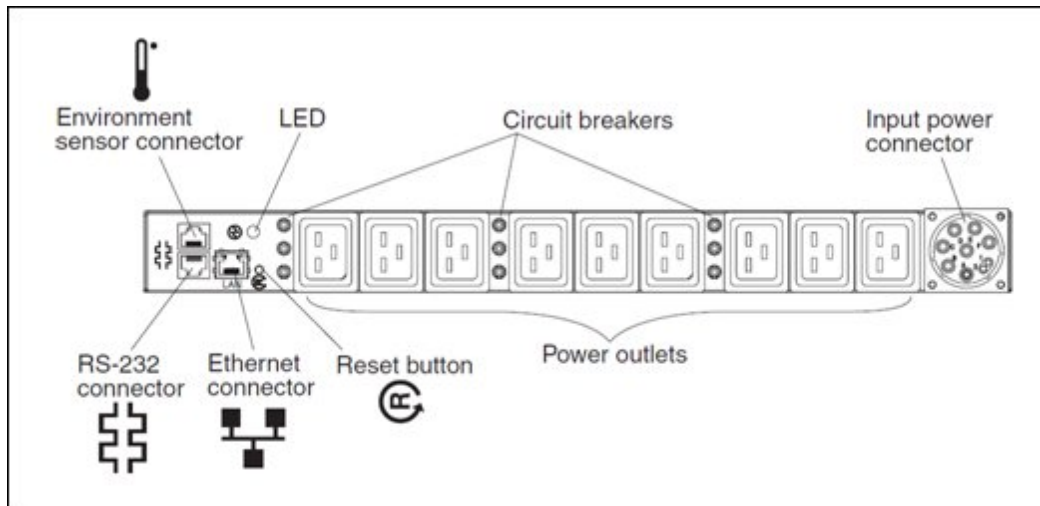 Environment
sensor connector
LED
Circuit breakers
Input power
connector
LAN
RS-232
connector
Ethernet
connector
Reset button
R
Power outlets